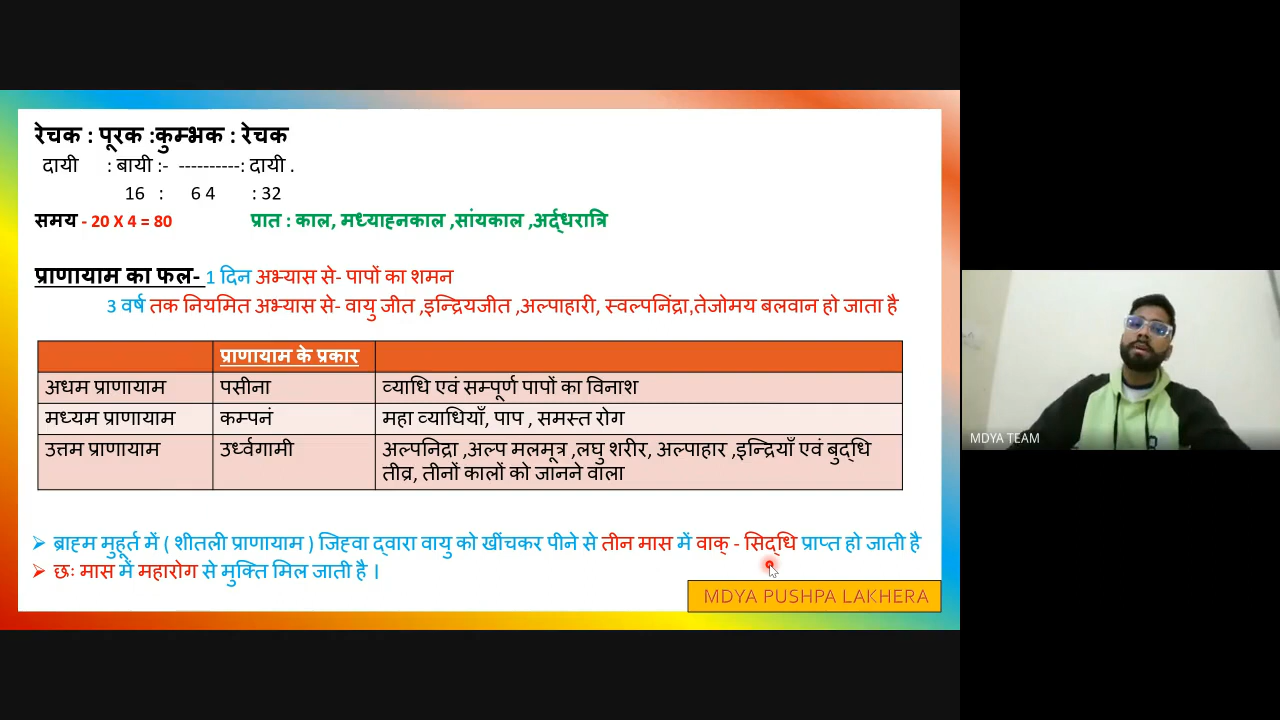 रेचक : पूरक :कुम्भक : रेचक
दायी : बायी :- ----------: दायी .
16 : 6 4 : 32
समय - 20 X 4 = 80 प्रात : काल, मध्याह्नकाल ,सांयकाल ,अर्द्धरात्रि
प्राणायाम का फल- 1 दिन अभ्यास से- पापों का शमन
3 वर्ष तक नियमित अभ्यास से- वायु जीत ,इन्द्रियजीत ,अल्पाहारी, स्वल्पनिंद्रा,तेजोमय बलवान हो जाता है
प्राणायाम के प्रकार
अधम प्राणायाम पसीना व्याधि एवं सम्पूर्ण पापों का विनाश
मध्यम प्राणायाम कम्पनं महा व्याधियाँ, पाप , समस्त रोग
उत्तम प्राणायाम उर्ध्वगामी अल्पनिद्रा ,अल्प मलमूत्र ,लघु शरीर, अल्पाहार ,इन्द्रियाँ एवं बुद्धि
तीव्र, तीनों कालों को जानने वाला
ब्राह्म मुहूर्त में ( शीतली प्राणायाम ) जिह्वा द्वारा वायु को खींचकर पीने से तीन मास में वाक् - सिद्धि प्राप्त हो जाती है
छः मास में महारोग से मुक्ति मिल जाती है ।
MDYA PUSHPA LAKHERA
MDYA TEAM